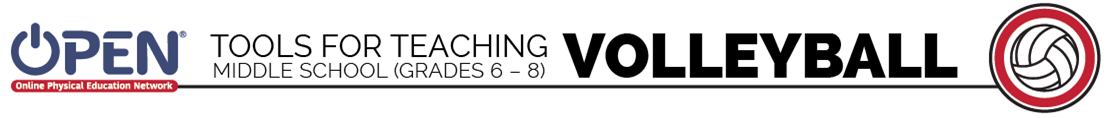 OPEN®
Online Physical Education Network
TOOLS FOR TEACHING
MIDDLE SCHOOL (GRADES 6 – 8)
VOLLEYBALL